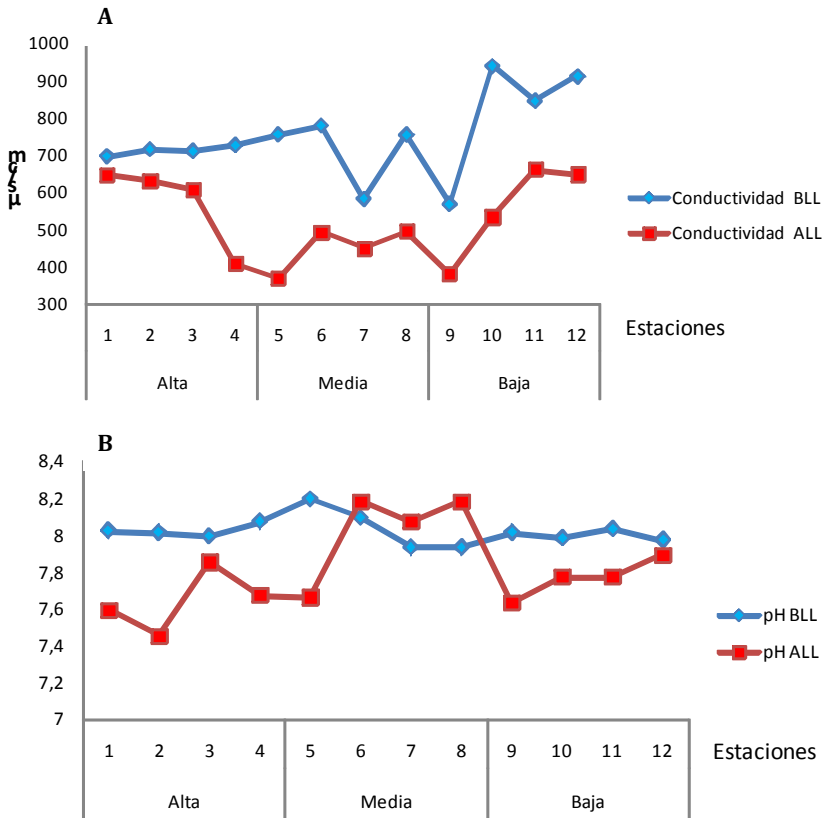 A
1000
900
800
700
600
500
400
300
µS/cm
1 2 3 4 5 6 7 8 9 10 11 12
Alta Media Baja
Estaciones
Conductividad BLL
Conductividad ALL
B
8,4
8,2
8
7,8
7,6
7,4
7,2
7
1 2 3 4 5 6 7 8 9 10 11 12
Alta Media Baja
Estaciones
pH BLL
pH ALL